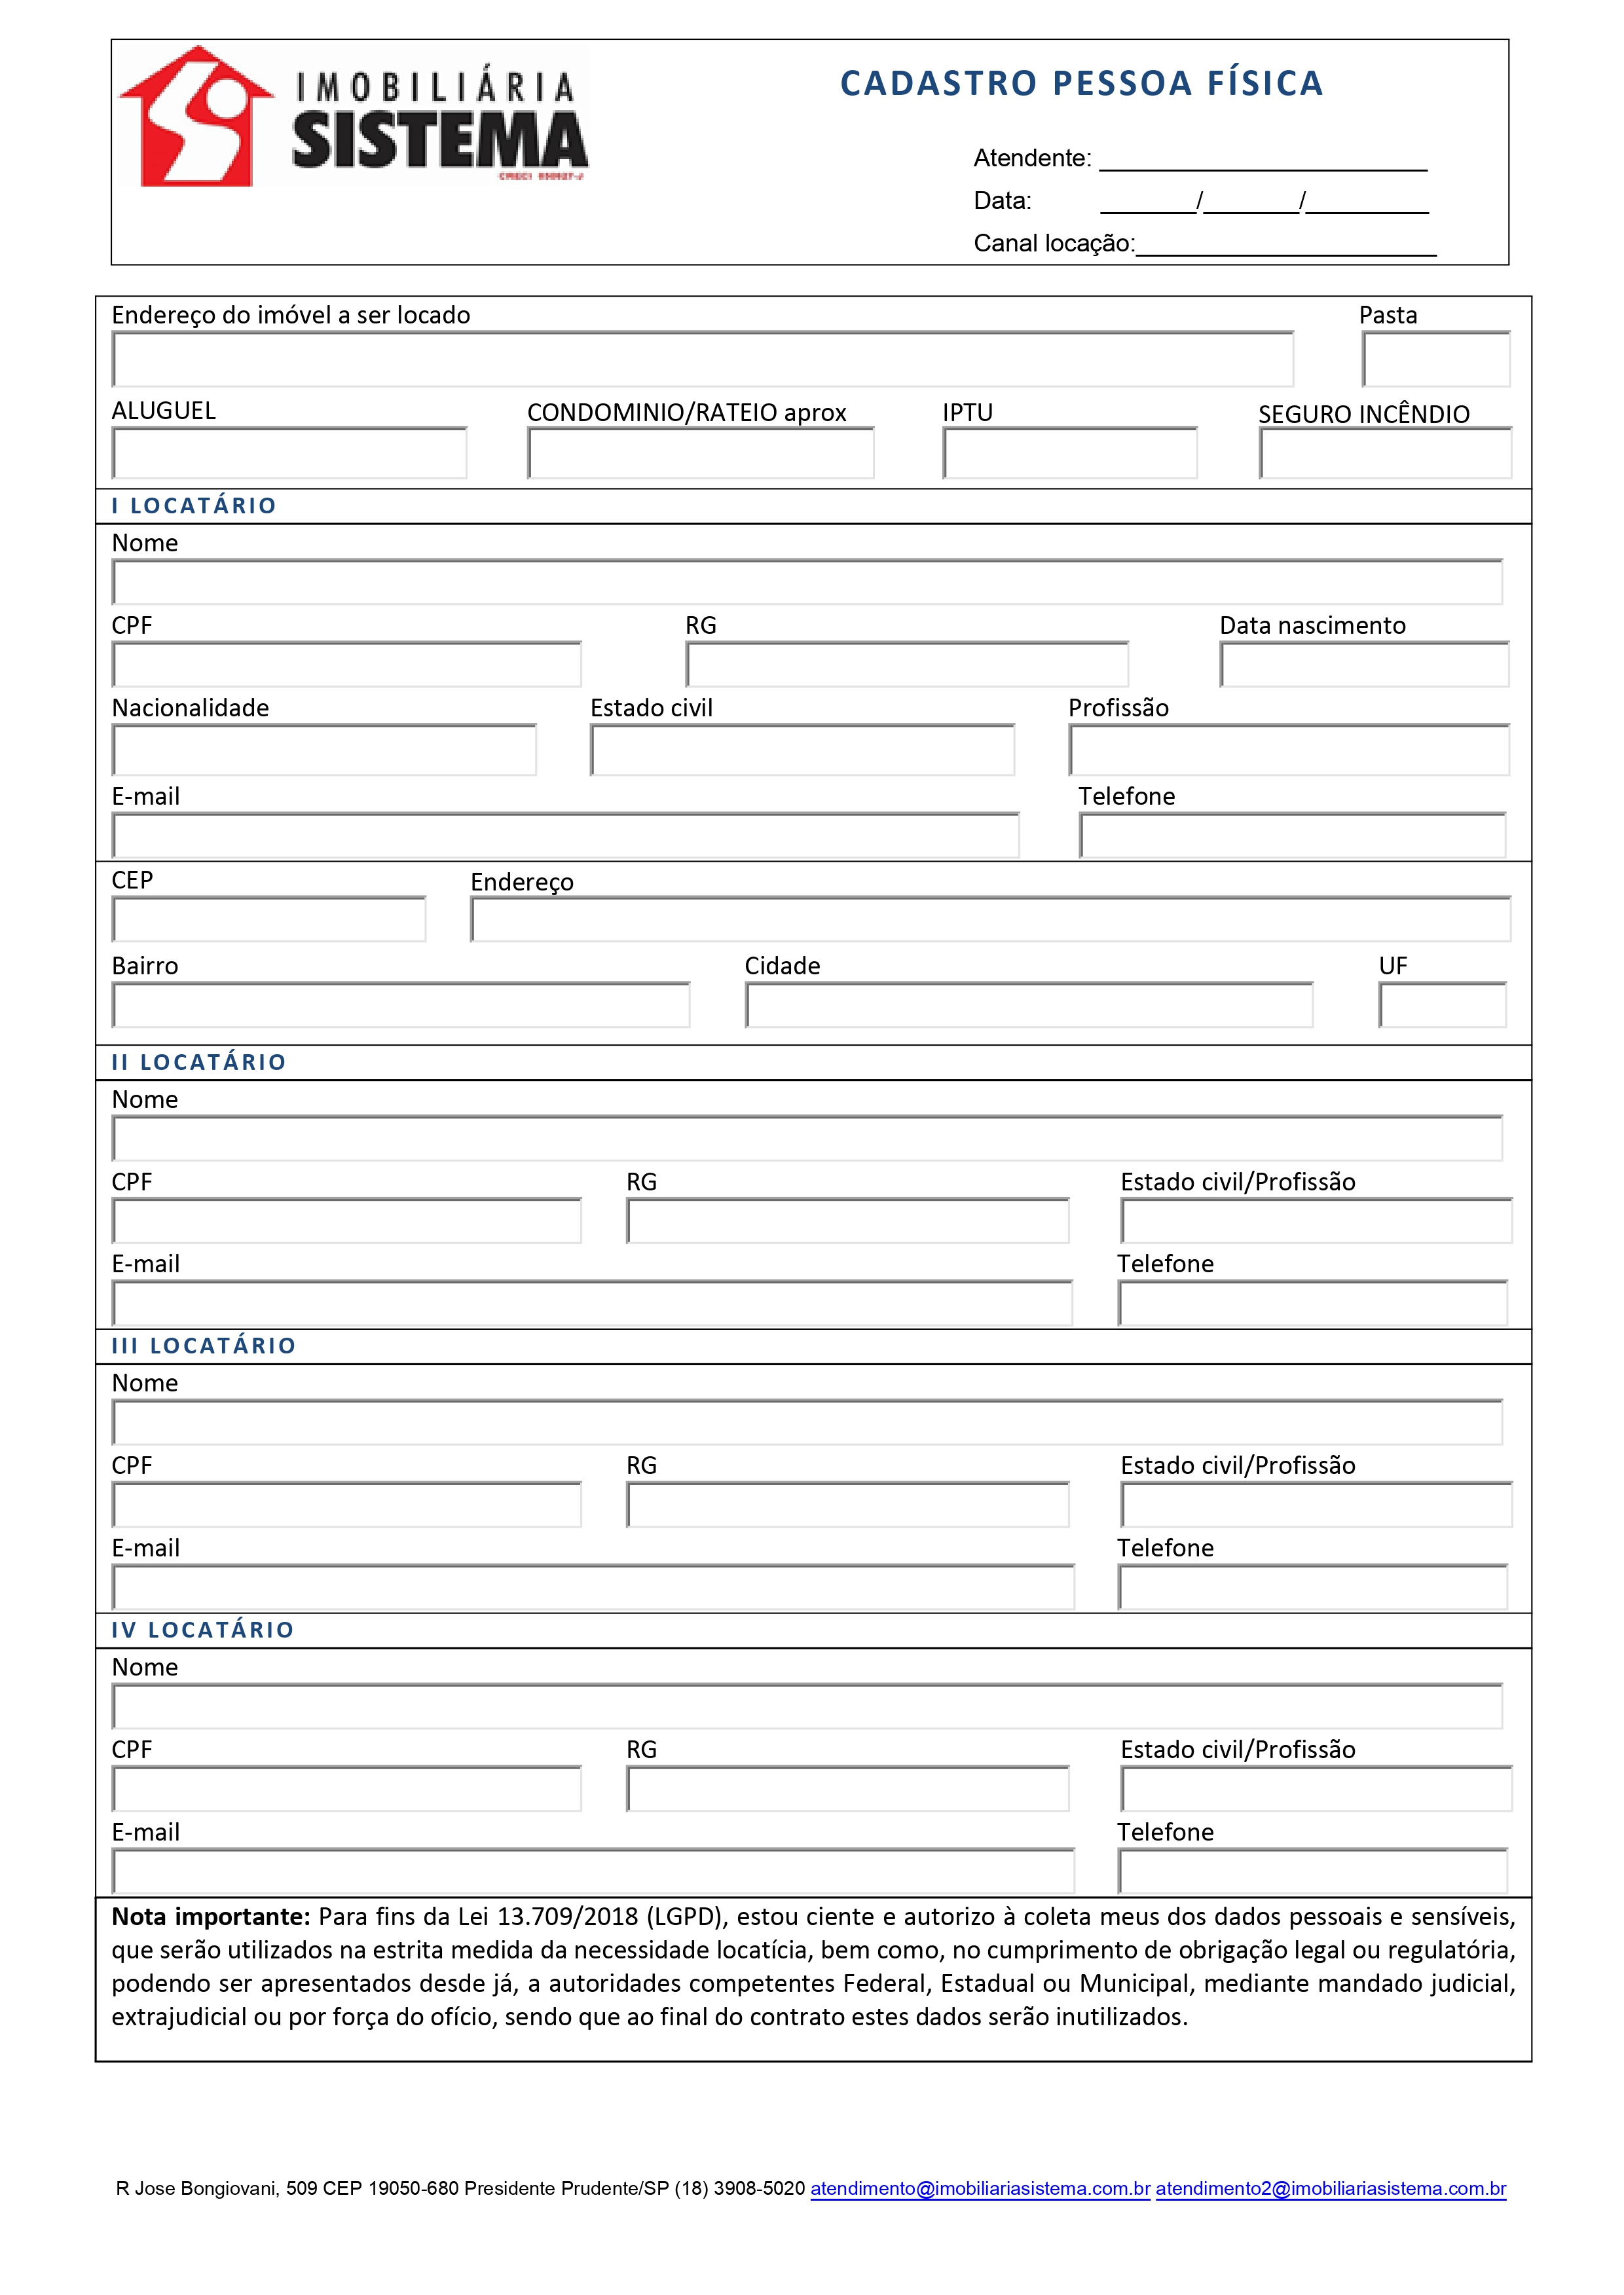 IMOBILIÁRIA
SISTEMA
CADASTRO PESSOA FÍSICA
Atendente: ________________________
Data: _______/_______/_________
Canal locação:______________________
Endereço do imóvel a ser locado Pasta
ALUGUEL CONDOMINIO/RATEIO aprox IPTU SEGURO INCÊNDIO
I LOCATÁRIO
Nome
CPF RG Data nascimento
Nacionalidade Estado civil Profissão
E-mail Telefone
CEP Endereço
Bairro Cidade UF
II LOCATÁRIO
Nome
CPF RG Estado civil/Profissão
E-mail Telefone
III LOCATÁRIO
Nome
CPF RG Estado civil/Profissão
E-mail Telefone
IV LOCATÁRIO
Nome
CPF RG Estado civil/Profissão
E-mail Telefone
Nota importante: Para fins da Lei 13.709/2018 (LGPD), estou ciente e autorizo à coleta meus dos dados pessoais e sensíveis,
que serão utilizados na estrita medida da necessidade locatícia, bem como, no cumprimento de obrigação legal ou regulatória,
podendo ser apresentados desde já, a autoridades competentes Federal, Estadual ou Municipal, mediante mandado judicial,
extrajudicial ou por força do ofício, sendo que ao final do contrato estes dados serão inutilizados.
R Jose Bongiovani, 509 CEP 19050-680 Presidente Prudente/SP (18) 3908-5020 atendimento@imobiliariasistema.com.br atendimento2@imobiliariasistema.com.br